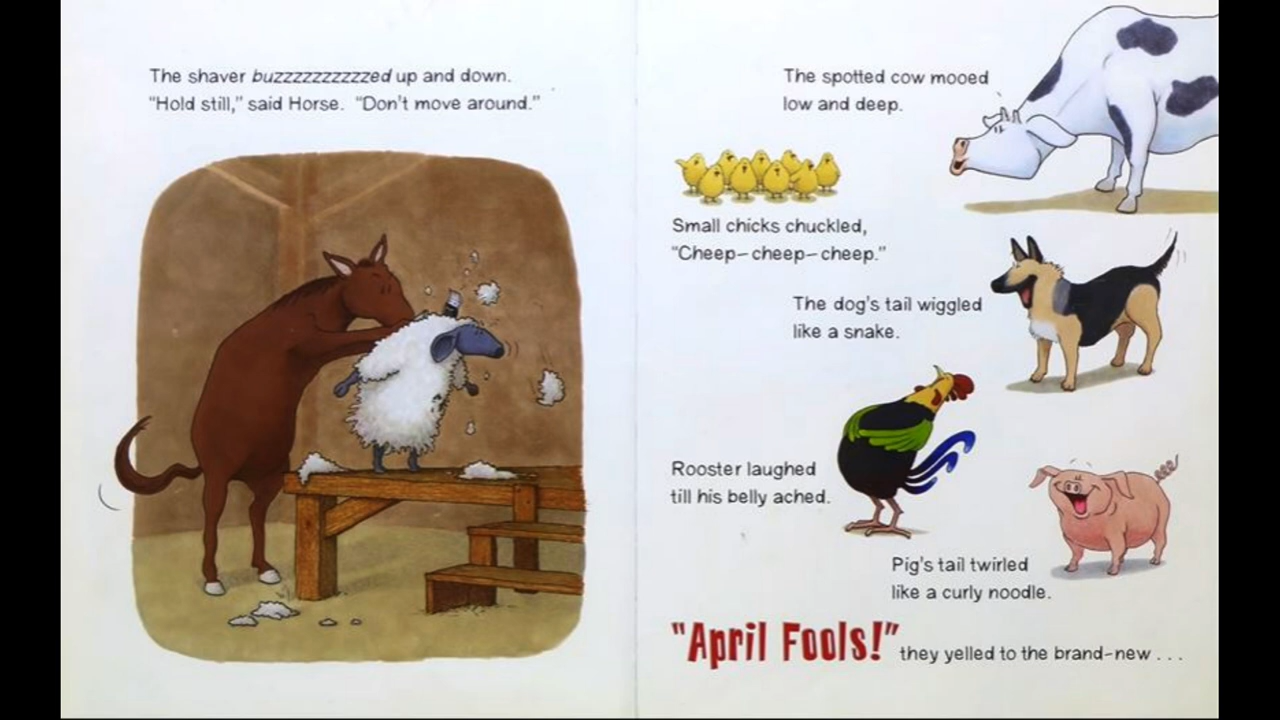 The shaver buzzzzzzzzzzed up and down.
"Hold still," said Horse. "Don't move around."
The spotted cow mooed
low and deep.
Small chicks chuckled,
"Cheep-cheep-cheep."
The dog's tail wiggled
like a snake.
Rooster laughed
till his belly ached.
Pig's tail twirled
like a curly noodle.
"April Fools!" they yelled to the brand-new . . .